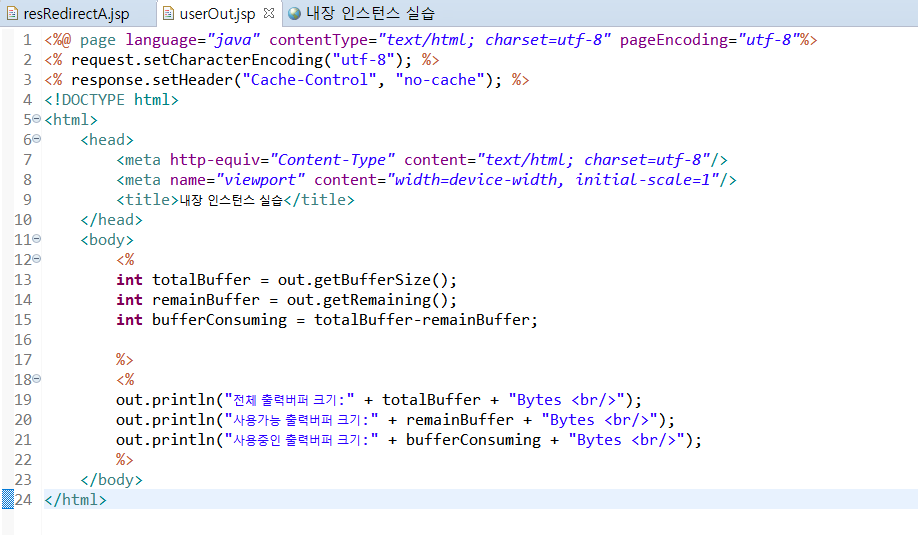 resRedirectA.jsp userOut.jsp 내장 인스턴스 실습
1 <%@ page language="java" contentType="text/html; charset=utf-8" pageEncoding="utf-8"%>
2 <% request.setCharacterEncoding("utf-8"); %>
3 <% response.setHeader("Cache-Control", "no-cache"); %>
4 <!DOCTYPE html>
5 <html>
6     <head>
7         <meta http-equiv="Content-Type" content="text/html; charset=utf-8"/>
8         <meta name="viewport" content="width=device-width, initial-scale=1"/>
9         <title>내장 인스턴스 실습</title>
10     </head>
11     <body>
12         <%
13         int totalBuffer = out.getBufferSize();
14         int remainBuffer = out.getRemaining();
15         int bufferConsuming = totalBuffer-remainBuffer;
16
17         %>
18         <%
19         out.println("전체 출력버퍼 크기:" + totalBuffer + "Bytes <br/>");
20         out.println("사용가능 출력버퍼 크기:" + remainBuffer + "Bytes <br/>");
21         out.println("사용중인 출력버퍼 크기:" + bufferConsuming + "Bytes <br/>");
22         %>
23     </body>
24 </html>